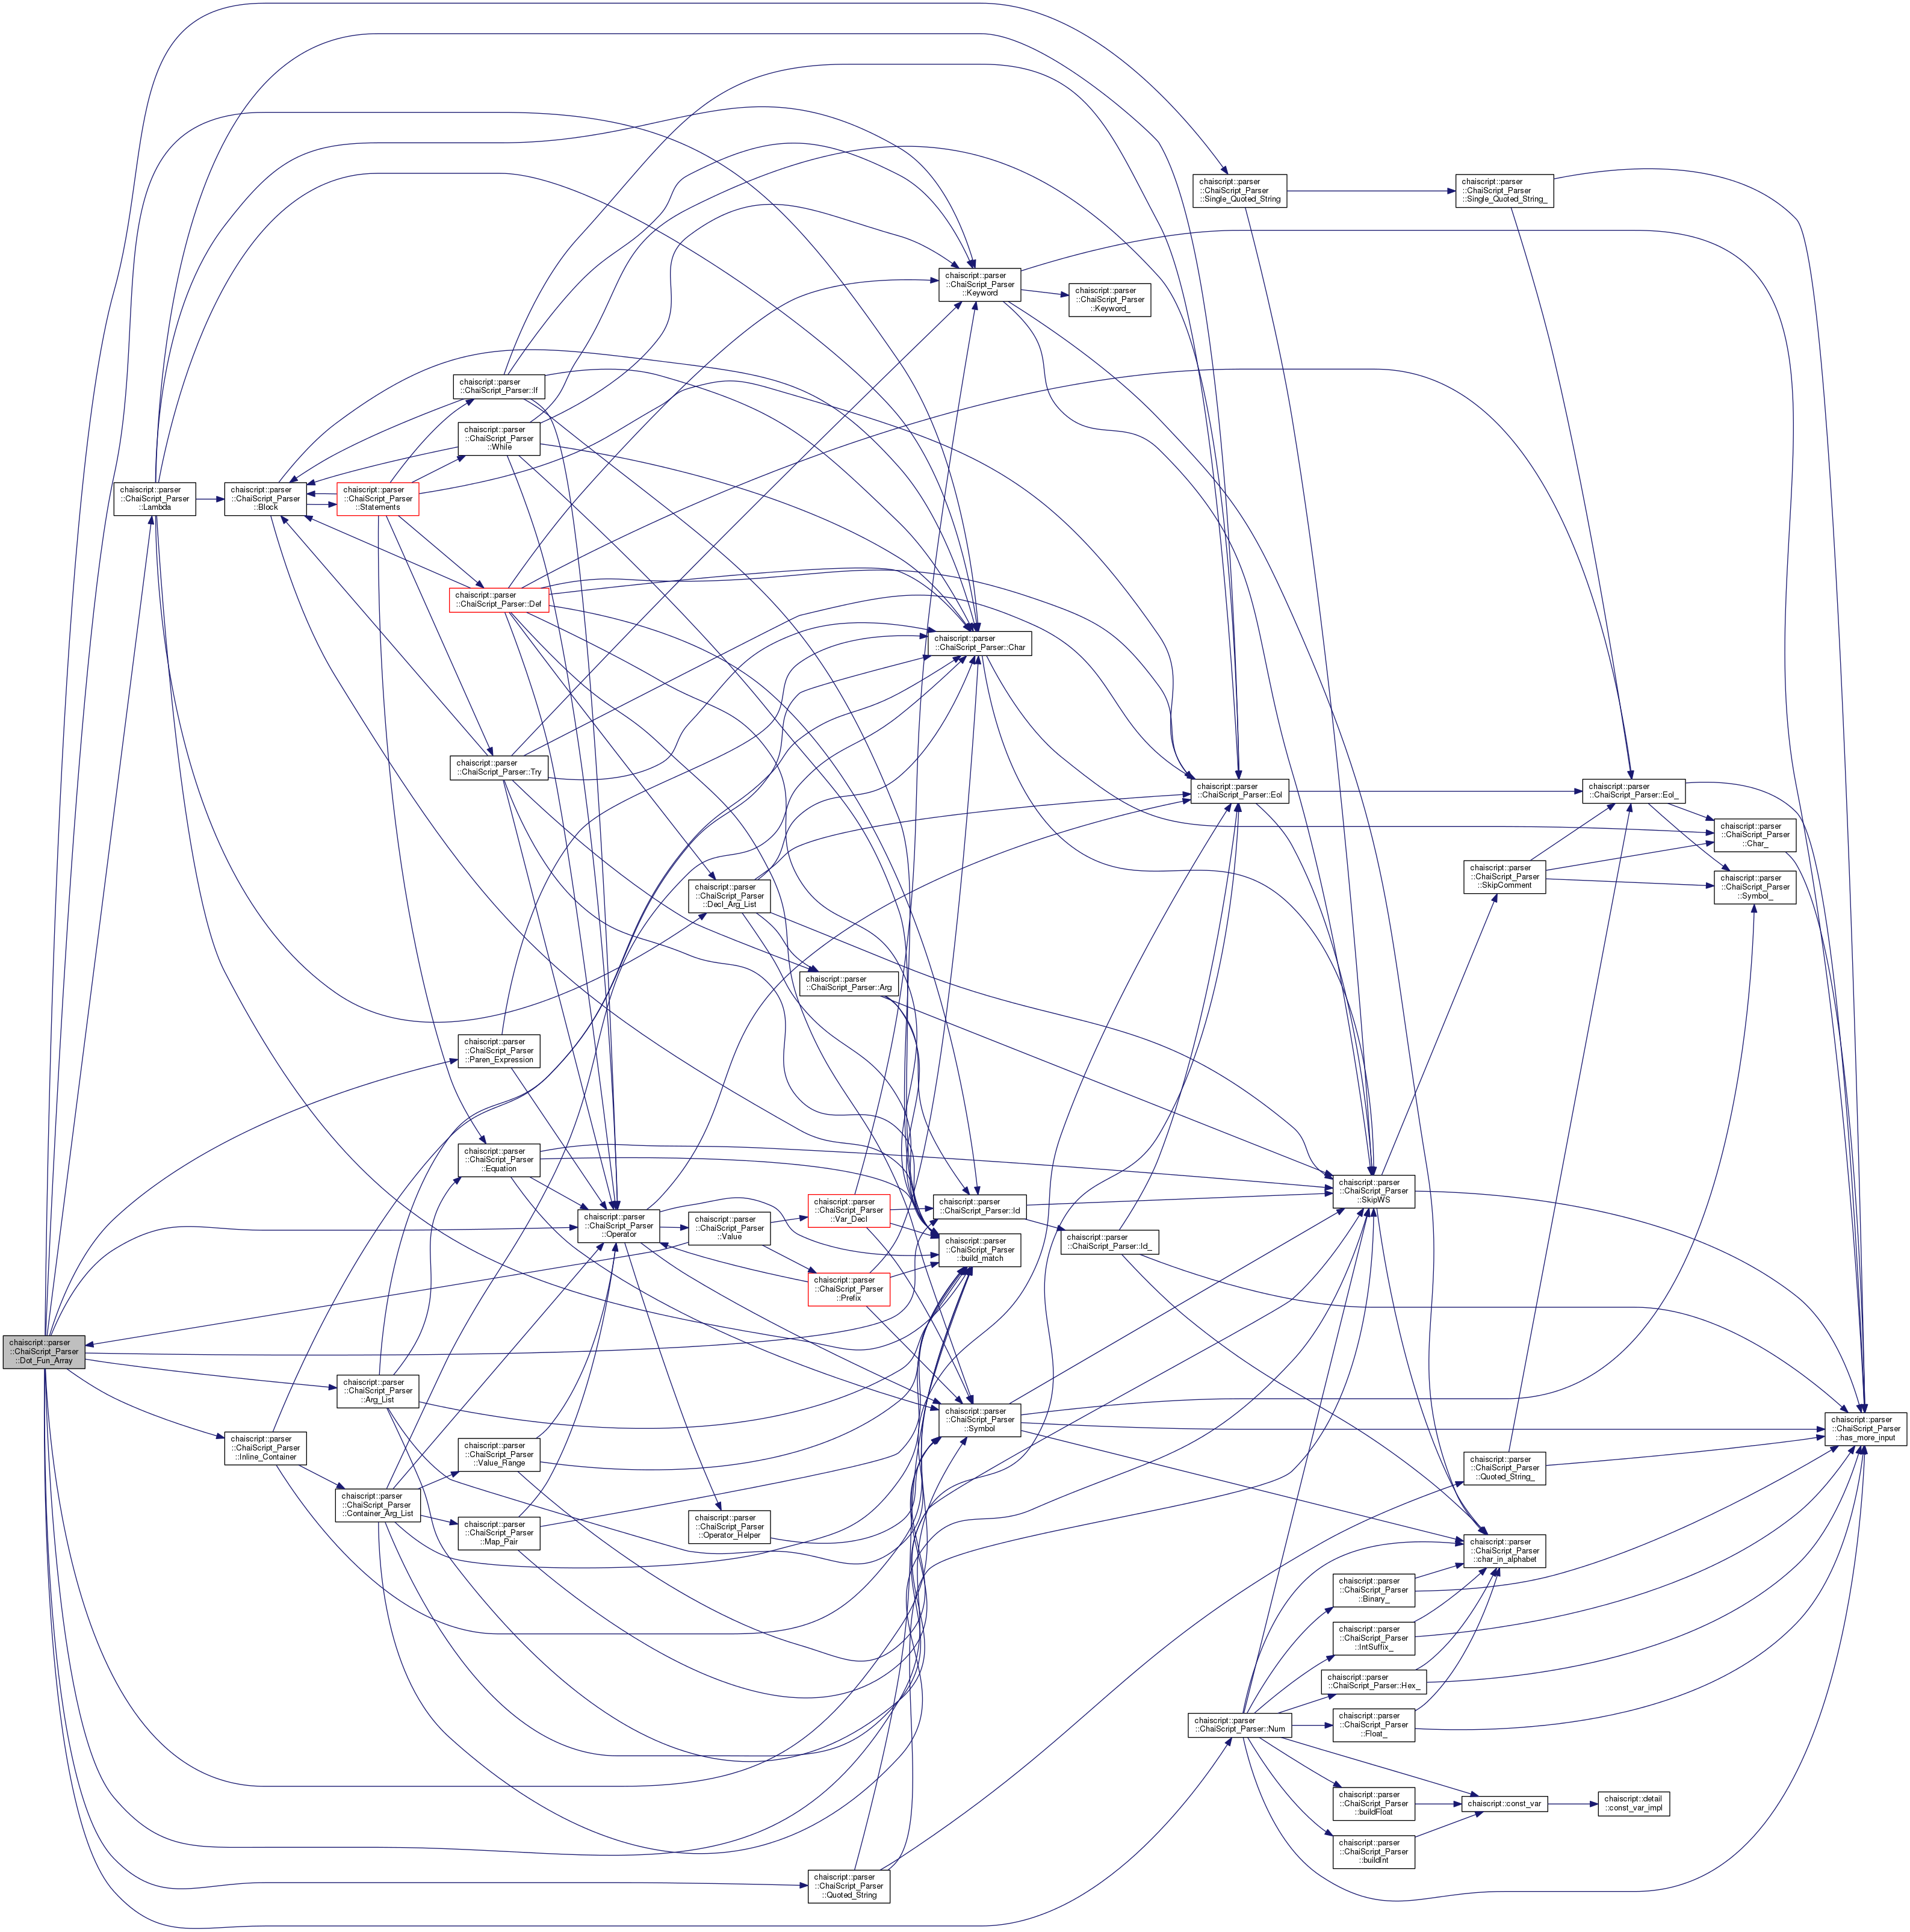 chaiscript::parser
::ChaiScript_Parser
::Single_Quoted_String
chaiscript::parser
::ChaiScript_Parser
::Single_Quoted_String_
chaiscript::parser
::ChaiScript_Parser
::Keyword
chaiscript::parser
::ChaiScript_Parser
::Keyword_
chaiscript::parser
::ChaiScript_Parser::If
chaiscript::parser
::ChaiScript_Parser
::While
chaiscript::parser
::ChaiScript_Parser
::Lambda
chaiscript::parser
::ChaiScript_Parser
::Block
chaiscript::parser
::ChaiScript_Parser
::Statements
chaiscript::parser
::ChaiScript_Parser::Def
chaiscript::parser
::ChaiScript_Parser::Char
chaiscript::parser
::ChaiScript_Parser::Try
chaiscript::parser
::ChaiScript_Parser::Eol
chaiscript::parser
::ChaiScript_Parser::Eol_
chaiscript::parser
::ChaiScript_Parser
::Char_
chaiscript::parser
::ChaiScript_Parser
::SkipComment
chaiscript::parser
::ChaiScript_Parser
::Symbol_
chaiscript::parser
::ChaiScript_Parser
::Decl_Arg_List
chaiscript::parser
::ChaiScript_Parser::Arg
chaiscript::parser
::ChaiScript_Parser
::Paren_Expression
chaiscript::parser
::ChaiScript_Parser
::Equation
chaiscript::parser
::ChaiScript_Parser
::SkipWS
chaiscript::parser
::ChaiScript_Parser
::Operator
chaiscript::parser
::ChaiScript_Parser
::Value
chaiscript::parser
::ChaiScript_Parser
::Var_Decl
chaiscript::parser
::ChaiScript_Parser::Id
chaiscript::parser
::ChaiScript_Parser::Id_
chaiscript::parser
::ChaiScript_Parser
::build_match
chaiscript::parser
::ChaiScript_Parser
::Prefix
chaiscript::parser
::ChaiScript_Parser
::Dot_Fun_Array
chaiscript::parser
::ChaiScript_Parser
::Arg_List
chaiscript::parser
::ChaiScript_Parser
::Symbol
chaiscript::parser
::ChaiScript_Parser
::has_more_input
chaiscript::parser
::ChaiScript_Parser
::Inline_Container
chaiscript::parser
::ChaiScript_Parser
::Value_Range
chaiscript::parser
::ChaiScript_Parser
::Quoted_String_
chaiscript::parser
::ChaiScript_Parser
::Container_Arg_List
chaiscript::parser
::ChaiScript_Parser
::Map_Pair
chaiscript::parser
::ChaiScript_Parser
::Operator_Helper
chaiscript::parser
::ChaiScript_Parser
::char_in_alphabet
chaiscript::parser
::ChaiScript_Parser
::Binary_
chaiscript::parser
::ChaiScript_Parser
::IntSuffix_
chaiscript::parser
::ChaiScript_Parser::Hex_
chaiscript::parser
::ChaiScript_Parser::Num
chaiscript::parser
::ChaiScript_Parser
::Float_
chaiscript::parser
::ChaiScript_Parser
::buildFloat
chaiscript::const_var
chaiscript::detail
::const_var_impl
chaiscript::parser
::ChaiScript_Parser
::buildInt
chaiscript::parser
::ChaiScript_Parser
::Quoted_String